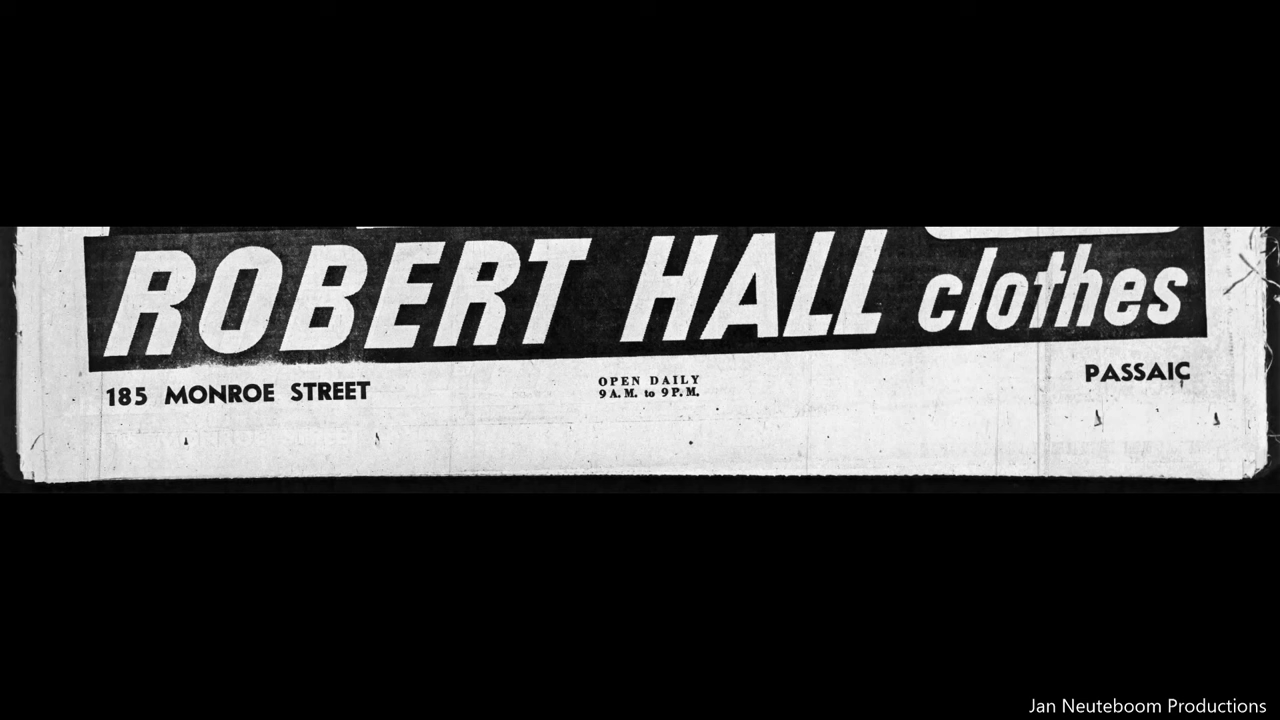 ROBERT HALL clothes
185 MONROE STREET
OPEN DAILY
9 A.M. to 9 P.M.
PASSAIC
Jan Neuteboom Productions